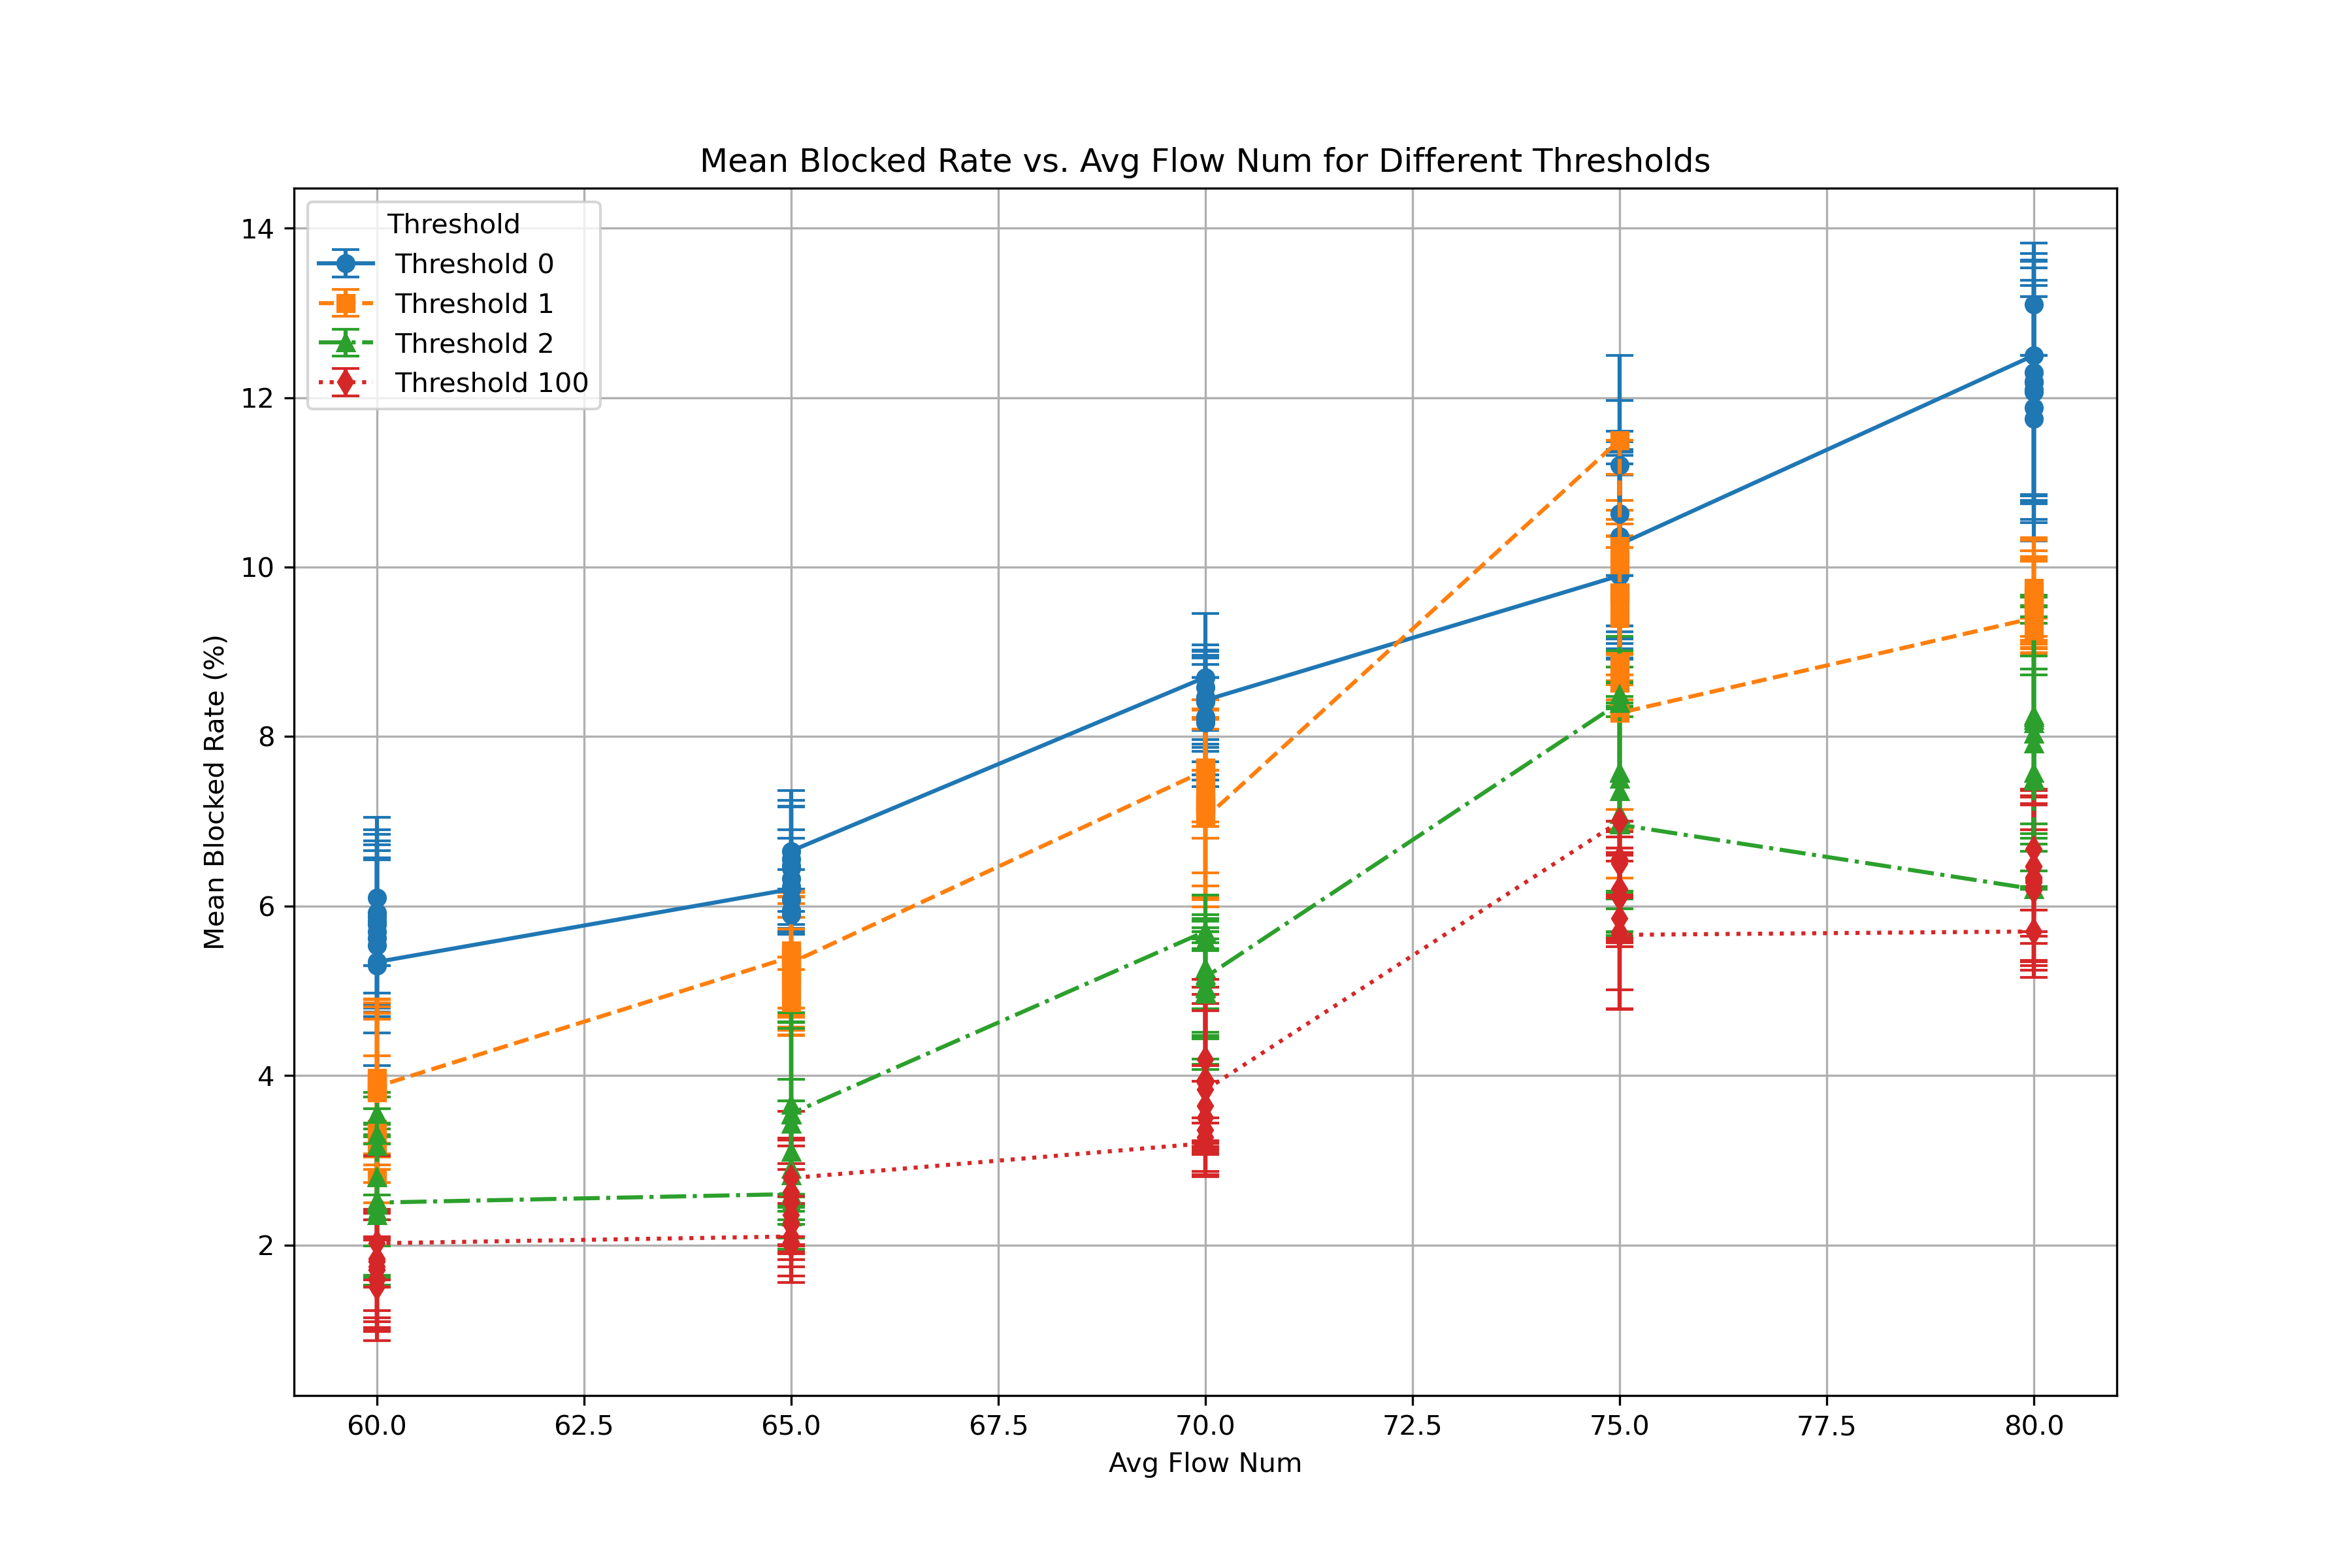 Mean Blocked Rate vs. Avg Flow Num for Different Thresholds
Threshold
Threshold 0
Threshold 1
Threshold 2
Threshold 100
14
12
10
8
6
4
2
Mean Blocked Rate (%)
60.0 62.5 65.0 67.5 70.0 72.5 75.0 77.5 80.0
Avg Flow Num